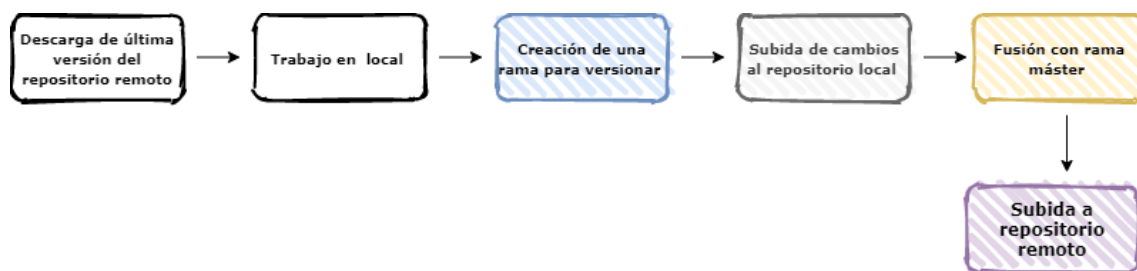 Descarga de última
versión del
repositorio remoto
Trabajo en local
Creación de una
rama para versionar
Subida de cambios
al repositorio local
Fusión con rama
máster
Subida a
repositorio
remoto